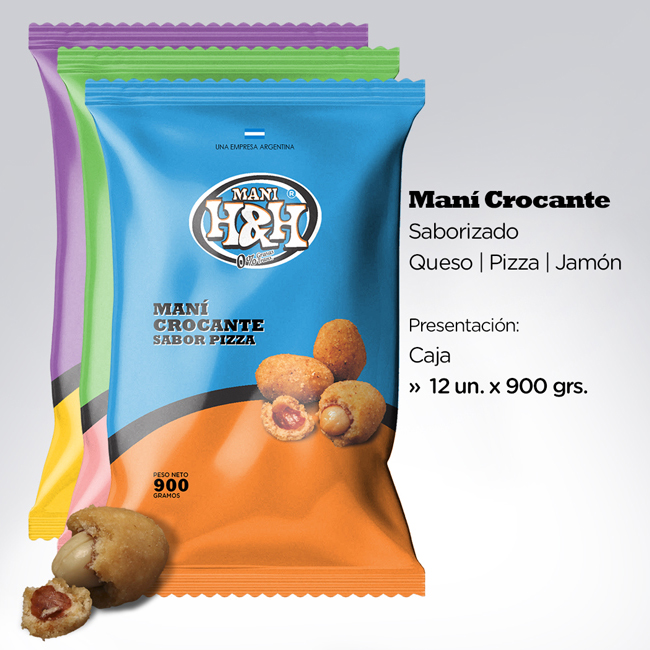 UNA EMPRESA ARGENTINA
MANI ®
H&H
MANÍ
CROCANTE
SABOR PIZZA
PESO NETO
900
GRAMOS
Maní Crocante
Saborizado
Queso | Pizza | Jamón
Presentación:
Caja
» 12 un. x 900 grs.